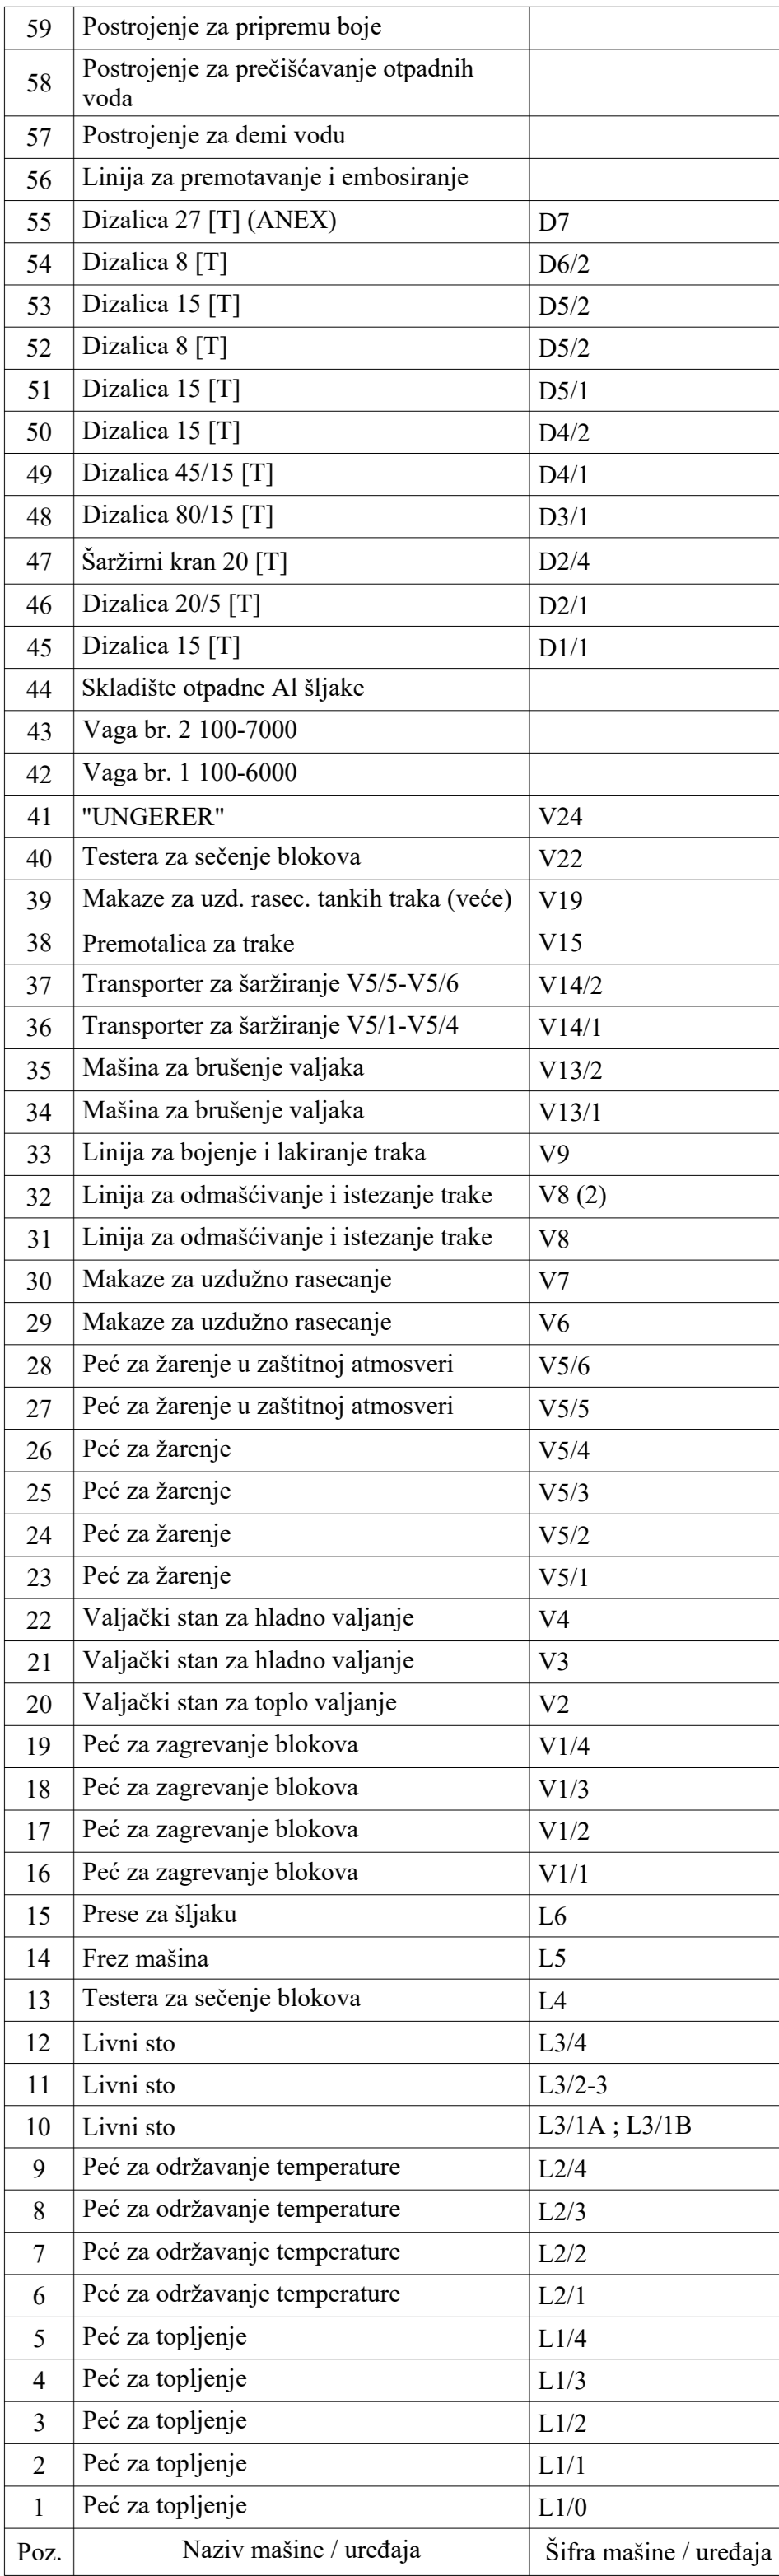 59 Postrojenje za pripremu boje
58 Postrojenje za prečišćavanje otpadnih
voda
57 Postrojenje za demi vodu
56 Linija za premotavanje i embosiranje
55 Dizalica 27 [T] (ANEX) D7
54 Dizalica 8 [T] D6/2
53 Dizalica 15 [T] D5/2
52 Dizalica 8 [T] D5/2
51 Dizalica 15 [T] D5/1
50 Dizalica 15 [T] D4/2
49 Dizalica 45/15 [T] D4/1
48 Dizalica 80/15 [T] D3/1
47 Šaržirni kran 20 [T] D2/4
46 Dizalica 20/5 [T] D2/1
45 Dizalica 15 [T] D1/1
44 Skladište otpadne Al šljake
43 Vaga br. 2 100-7000
42 Vaga br. 1 100-6000
41 "UNGERER" V24
40 Testera za sečenje blokova V22
39 Makaze za uzd. rasec. tankih traka (veće) V19
38 Premotalica za trake V15
37 Transporter za šaržiranje V5/5-V5/6 V14/2
36 Transporter za šaržiranje V5/1-V5/4 V14/1
35 Mašina za brušenje valjaka V13/2
34 Mašina za brušenje valjaka V13/1
33 Linija za bojenje i lakiranje traka V9
32 Linija za odmašćivanje i istezanje trake V8 (2)
31 Linija za odmašćivanje i istezanje trake V8
30 Makaze za uzdužno rasecanje V7
29 Makaze za uzdužno rasecanje V6
28 Peć za žarenje u zaštitnoj atmosveri V5/6
27 Peć za žarenje u zaštitnoj atmosveri V5/5
26 Peć za žarenje V5/4
25 Peć za žarenje V5/3
24 Peć za žarenje V5/2
23 Peć za žarenje V5/1
22 Valjački stan za hladno valjanje V4
21 Valjački stan za hladno valjanje V3
20 Valjački stan za toplo valjanje V2
19 Peć za zagrevanje blokova V1/4
18 Peć za zagrevanje blokova V1/3
17 Peć za zagrevanje blokova V1/2
16 Peć za zagrevanje blokova V1/1
15 Prese za šljaku L6
14 Frez mašina L5
13 Testera za sečenje blokova L4
12 Livni sto L3/4
11 Livni sto L3/2-3
10 Livni sto L3/1A ; L3/1B
9 Peć za održavanje temperature L2/4
8 Peć za održavanje temperature L2/3
7 Peć za održavanje temperature L2/2
6 Peć za održavanje temperature L2/1
5 Peć za topljenje L1/4
4 Peć za topljenje L1/3
3 Peć za topljenje L1/2
2 Peć za topljenje L1/1
1 Peć za topljenje L1/0
Poz. Naziv mašine / uređaja Šifra mašine / uređaja